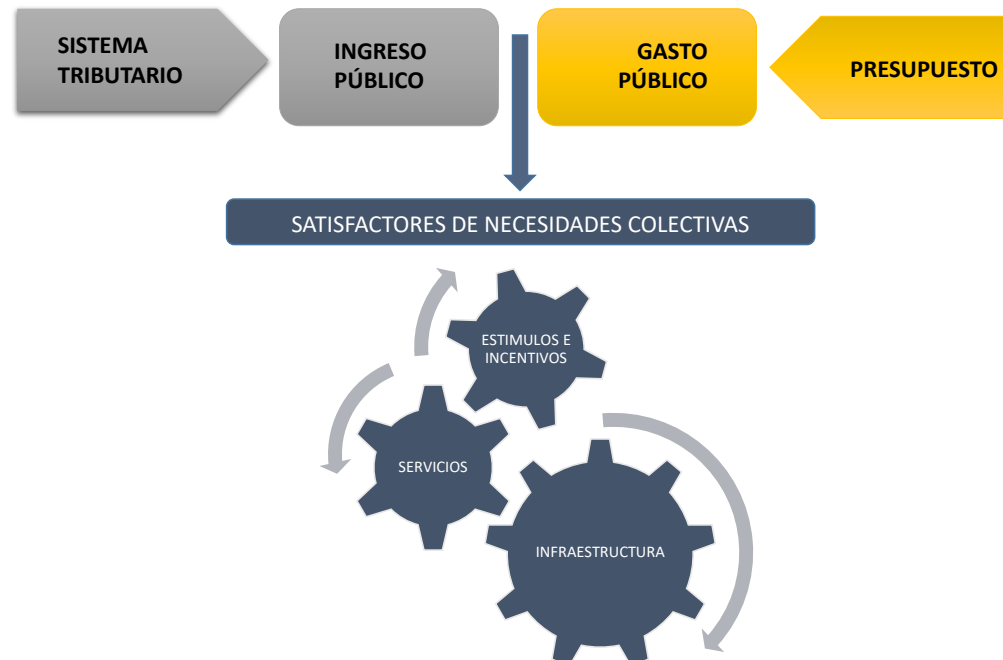 SISTEMA
TRIBUTARIO
INGRESO
PÚBLICO
GASTO
PÚBLICO
PRESUPUESTO
SATISFACTORES DE NECESIDADES COLECTIVAS
ESTIMULOS E
INCENTIVOS
SERVICIOS
INFRAESTRUCTURA